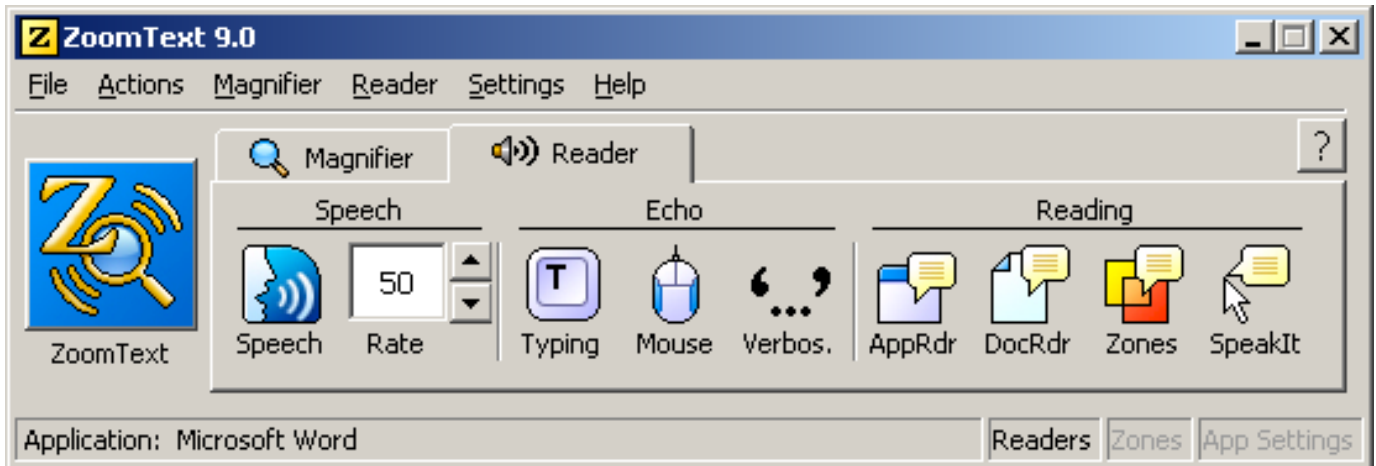 ZoomText 9.0
File Actions Magnifier Reader Settings Help
Magnifier Reader ?
Speech Echo Reading
50
T
Speech Rate Typing Mouse Verbos. AppRdr DocRdr Zones SpeakIt
ZoomText
Application: Microsoft Word Readers Zones App Settings